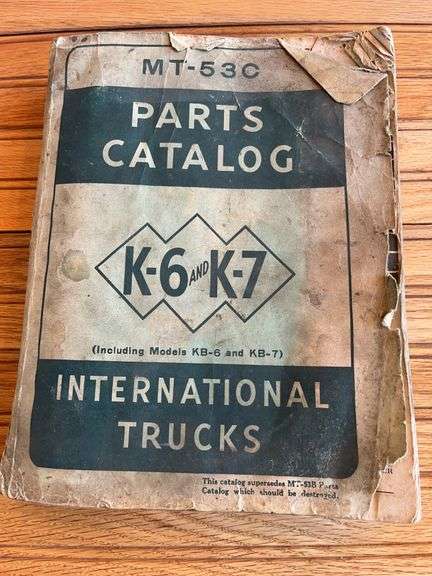 MT-53C
PARTS
CATALOG
K-6 AND K-7
(Including Models KB-6 and KB-7)
INTERNATIONAL
TRUCKS
This catalog supersedes MT-53B Parts
Catalog which should be destroyed.